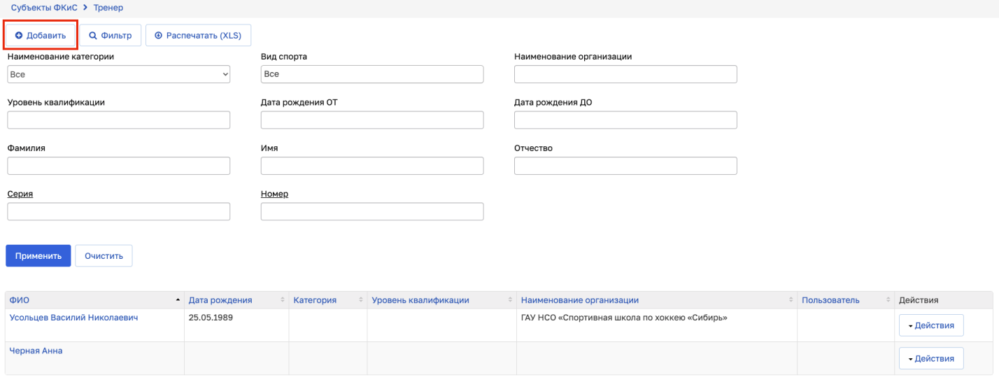 Субъекты ФКиС > Тренер
Добавить Фильтр Распечатать (XLS)
Наименование категории Вид спорта Наименование организации
Все Все
Уровень квалификации Дата рождения ОТ Дата рождения ДО
Фамилия Имя Отчество
Серия Номер
Применить Очистить
ФИО Дата рождения Категория Уровень квалификации Наименование организации Пользователь Действия
Усольцев Василий Николаевич 25.05.1989 ГАУ НСО «Спортивная школа по хоккею «Сибирь» Действия
Черная Анна Действия